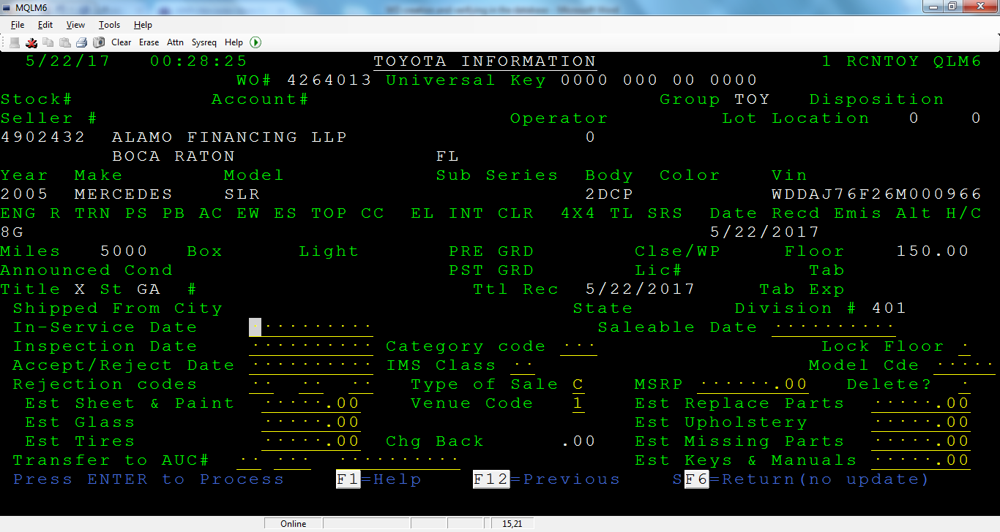 MQLM6
File Edit View Tools Help
Clear Erase Attn Sysreq Help
5/22/17 00:28:25 TOYOTA INFORMATION 1 RCNTOY QLM6
WO# 4264013 Universal Key 0000 000 00 0000
Stock# Account# Group TOY Disposition
Seller # Operator Lot Location 0 0
4902432 ALAMO FINANCING LLP 0
BOCA RATON FL
Year Make Model Sub Series Body Color Vin
2005 MERCEDES SLR 2DCP WDDAJ76F26M000966
ENG R TRN PS PB AC EW ES TOP CC EL INT CLR 4X4 TL SRS Date Recd Emis Alt H/C
8G 5/22/2017
Miles 5000 Box Light PRE GRD Clse/WP Floor 150.00
Announced Cond PST GRD Lic# Tab
Title X St GA # Ttl Rec 5/22/2017 Tab Exp
Shipped From City State Division # 401
In-Service Date Saleable Date
Inspection Date Category code Lock Floor
Accept/Reject Date IMS Class Model Cde
Rejection codes Type of Sale C MSRP .00 Delete?
Est Sheet & Paint .00 Venue Code 1 Est Replace Parts .00
Est Glass .00 Est Upholstery .00
Est Tires .00 Chg Back .00 Est Missing Parts .00
Transfer to AUC# Est Keys & Manuals .00
Press ENTER to Process F1=Help F12=Previous SF6=Return(no update)
Online 15,21